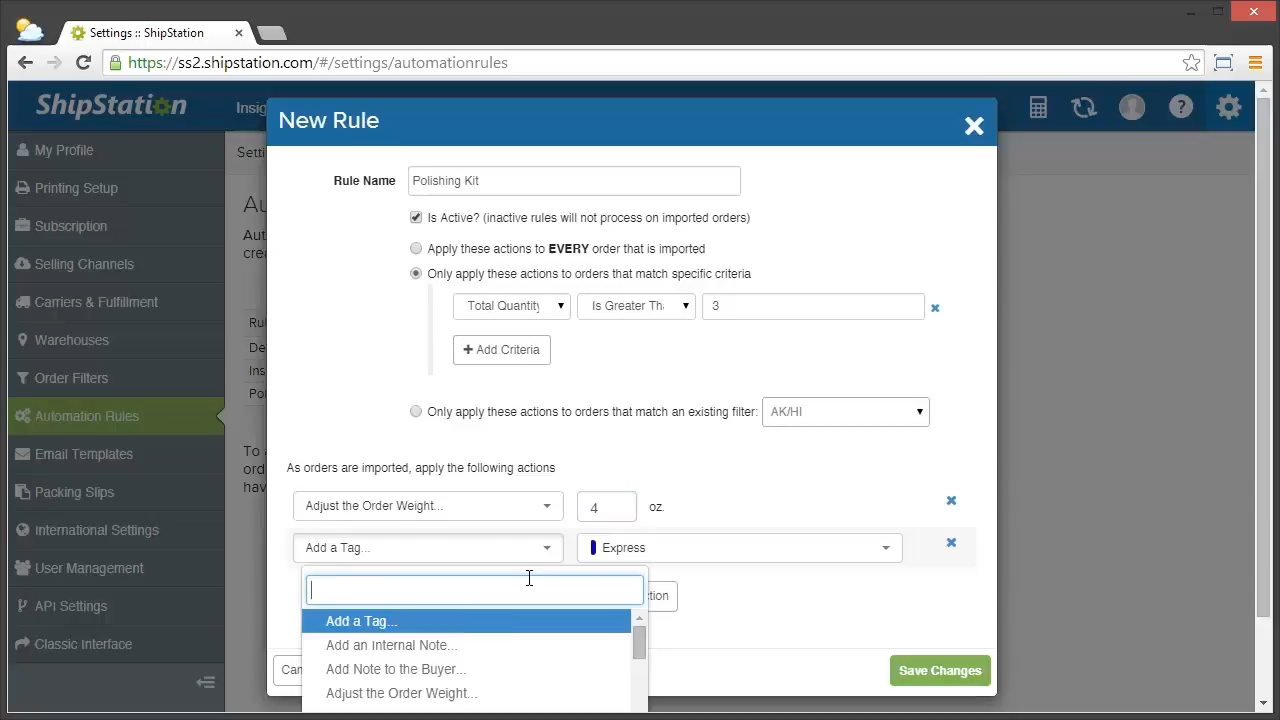 Settings :: ShipStation
https://ss2.shipstation.com/#/settings/automationrules
ShipStation
New Rule
My Profile
Printing Setup
Subscription
Selling Channels
Carriers & Fulfillment
Warehouses
Order Filters
Automation Rules
Email Templates
Packing Slips
International Settings
User Management
API Settings
Classic Interface
Rule Name
Polishing Kit
Is Active? (inactive rules will not process on imported orders)
Apply these actions to EVERY order that is imported
Only apply these actions to orders that match specific criteria
Total Quantity
Is Greater Tha
3
+ Add Criteria
Only apply these actions to orders that match an existing filter: AK/HI
As orders are imported, apply the following actions
Adjust the Order Weight...
4
oz.
Add a Tag...
Express
Add a Tag...
Add an Internal Note...
Add Note to the Buyer...
Adjust the Order Weight...
Save Changes